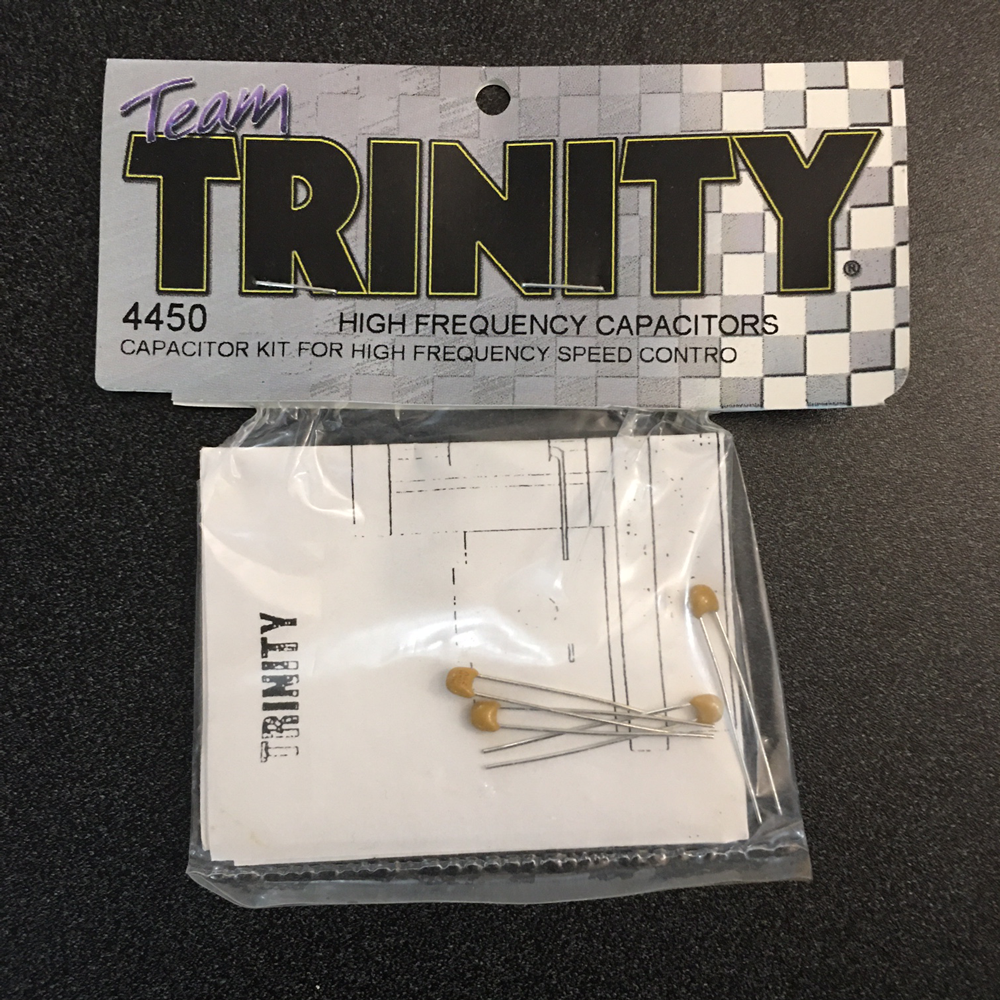 Team
TRINITY®
4450
HIGH FREQUENCY CAPACITORS
CAPACITOR KIT FOR HIGH FREQUENCY SPEED CONTRO
TRINITY